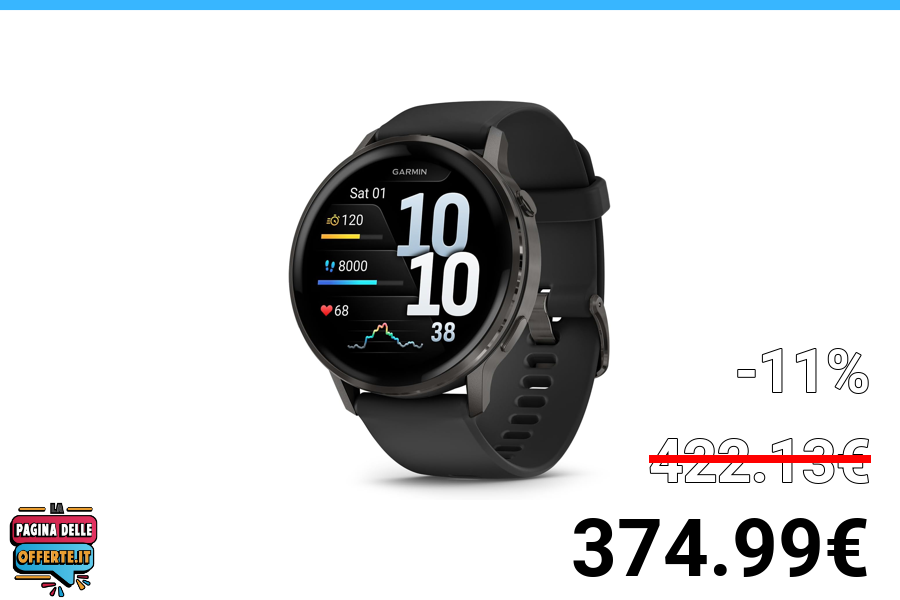 GARMIN
Sat 01
120
8000
68
10
10
38
-11%
422.13€
374.99€
LA
PAGINA DELLE
OFFERTE.IT